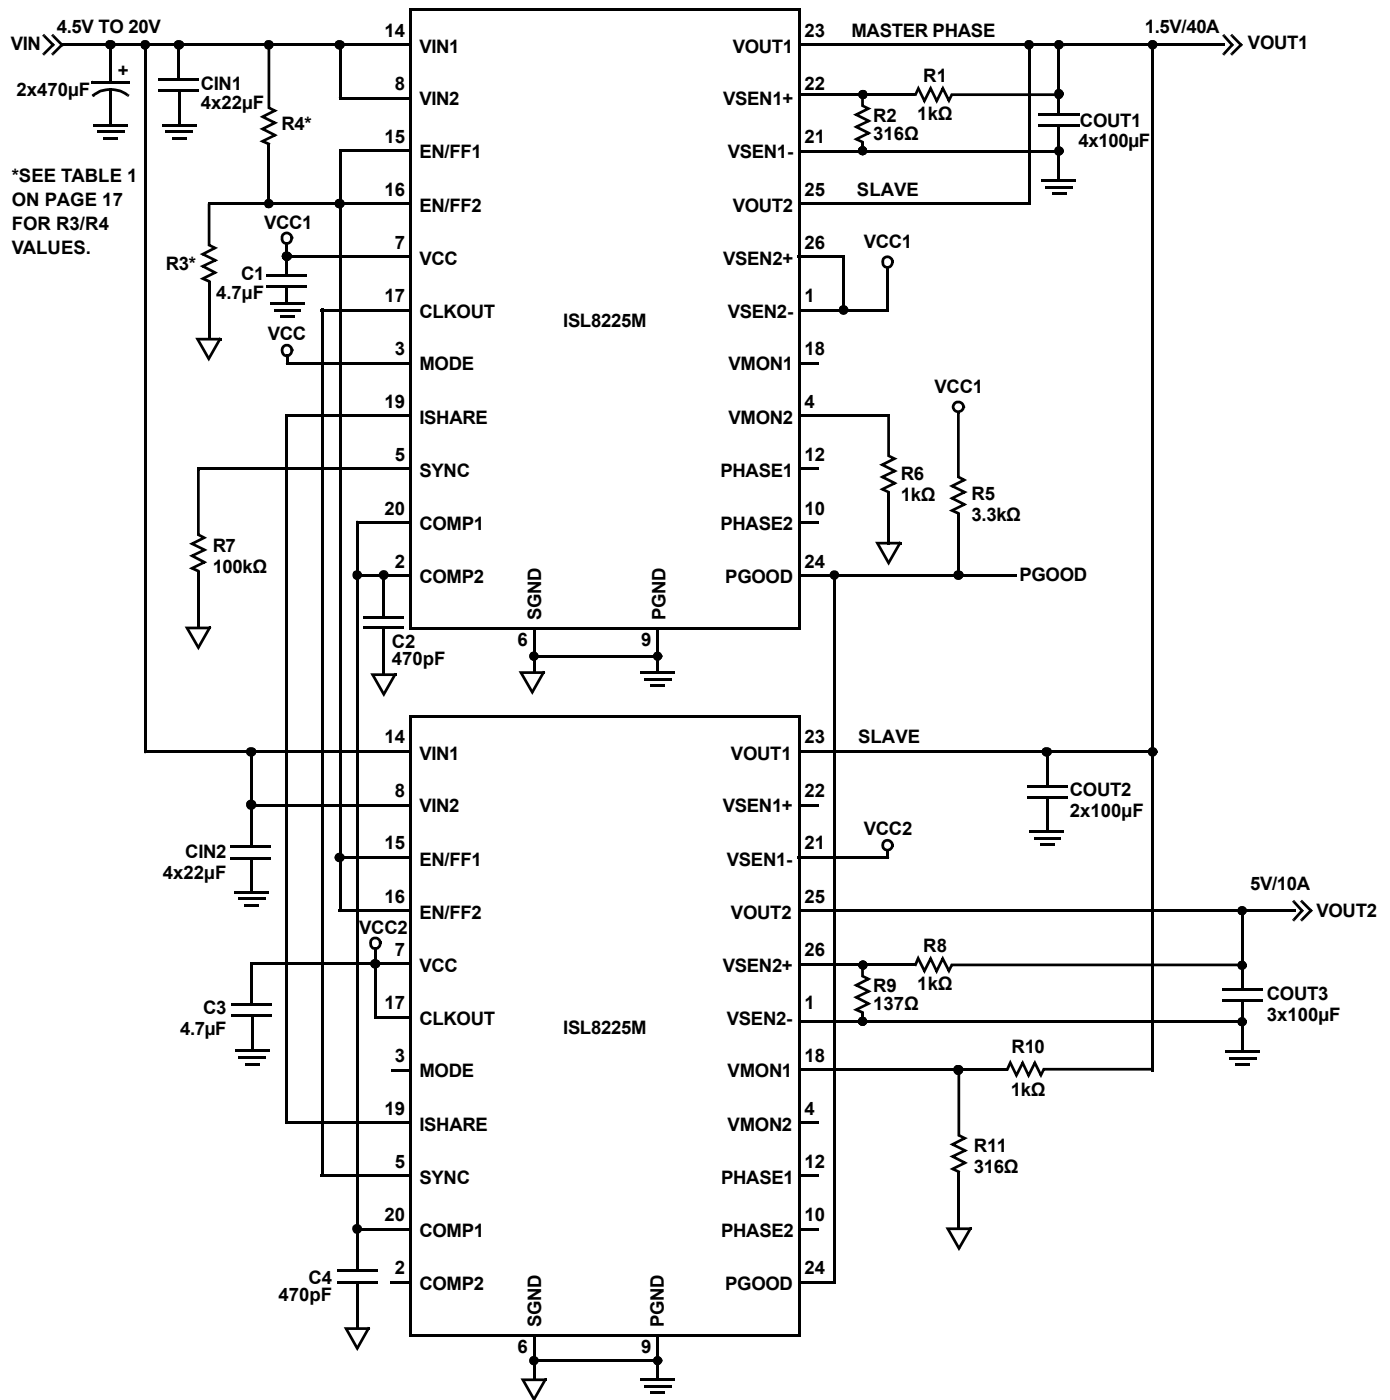 VIN
4.5V TO 20V
2x470µF
+
CIN1
4x22µF
R4*
*SEE TABLE 1
ON PAGE 17
FOR R3/R4
VALUES.
R3*
VCC1
C1
4.7µF
VCC
R7
100kΩ
C2
470pF
14
8
15
16
7
17
3
19
5
20
2
VIN1
VIN2
EN/FF1
EN/FF2
VCC
CLKOUT
MODE
ISHARE
SYNC
COMP1
COMP2
ISL8225M
SGND
PGND
6
9
VOUT1
VSEN1+
VSEN1-
VOUT2
VSEN2+
VSEN2-
VMON1
VMON2
PHASE1
PHASE2
PGOOD
23
22
21
25
26
1
18
4
12
10
24
MASTER PHASE
1.5V/40A
VOUT1
R1
1kΩ
R2
316Ω
COUT1
4x100µF
SLAVE
VCC1
VCC1
R6
1kΩ
R5
3.3kΩ
PGOOD
CIN2
4x22µF
VCC2
C3
4.7µF
C4
470pF
14
8
15
16
7
17
3
19
5
20
2
VIN1
VIN2
EN/FF1
EN/FF2
VCC
CLKOUT
MODE
ISHARE
SYNC
COMP1
COMP2
ISL8225M
SGND
PGND
6
9
VOUT1
VSEN1+
VSEN1-
VOUT2
VSEN2+
VSEN2-
VMON1
VMON2
PHASE1
PHASE2
PGOOD
23
22
21
25
26
1
18
4
12
10
24
SLAVE
COUT2
2x100µF
VCC2
5V/10A
VOUT2
R8
1kΩ
R9
137Ω
COUT3
3x100µF
R10
1kΩ
R11
316Ω